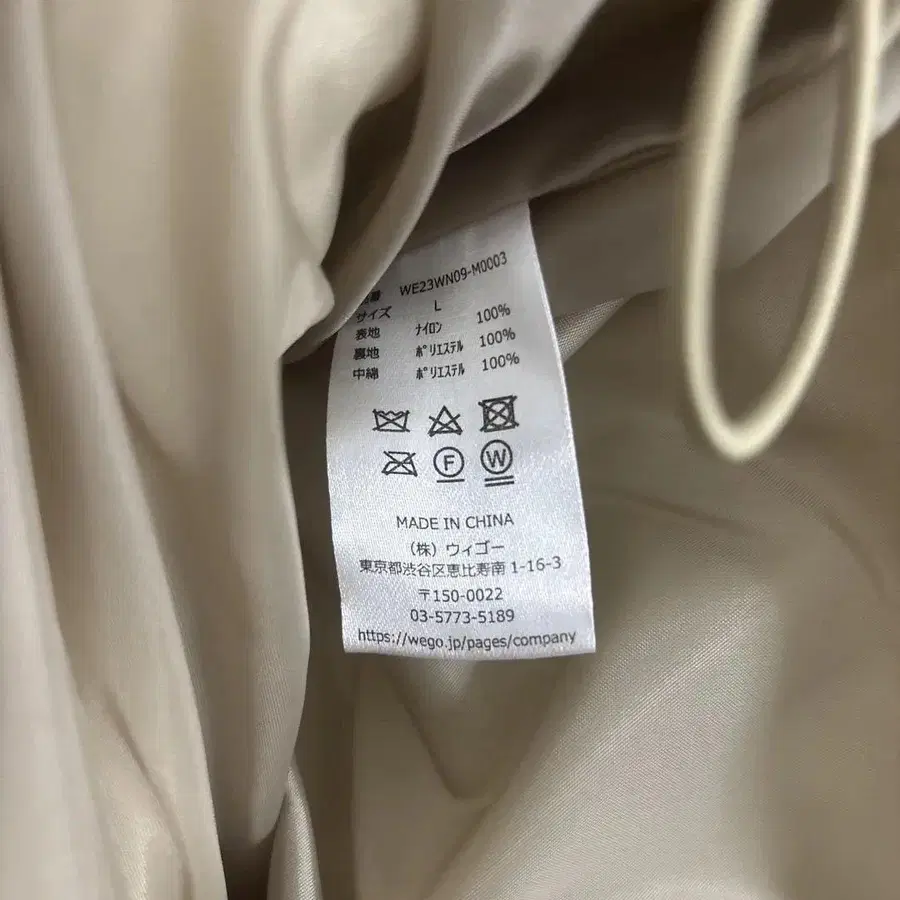 品番 WE23WN09-M0003
サイズ L
表地 ナイロン 100%
裏地 ポリエステル 100%
中綿 ポリエステル 100%
F W
MADE IN CHINA
（株）ウィゴー
東京都渋谷区恵比寿南1-16-3
〒150-0022
03-5773-5189
https://wego.jp/pages/company